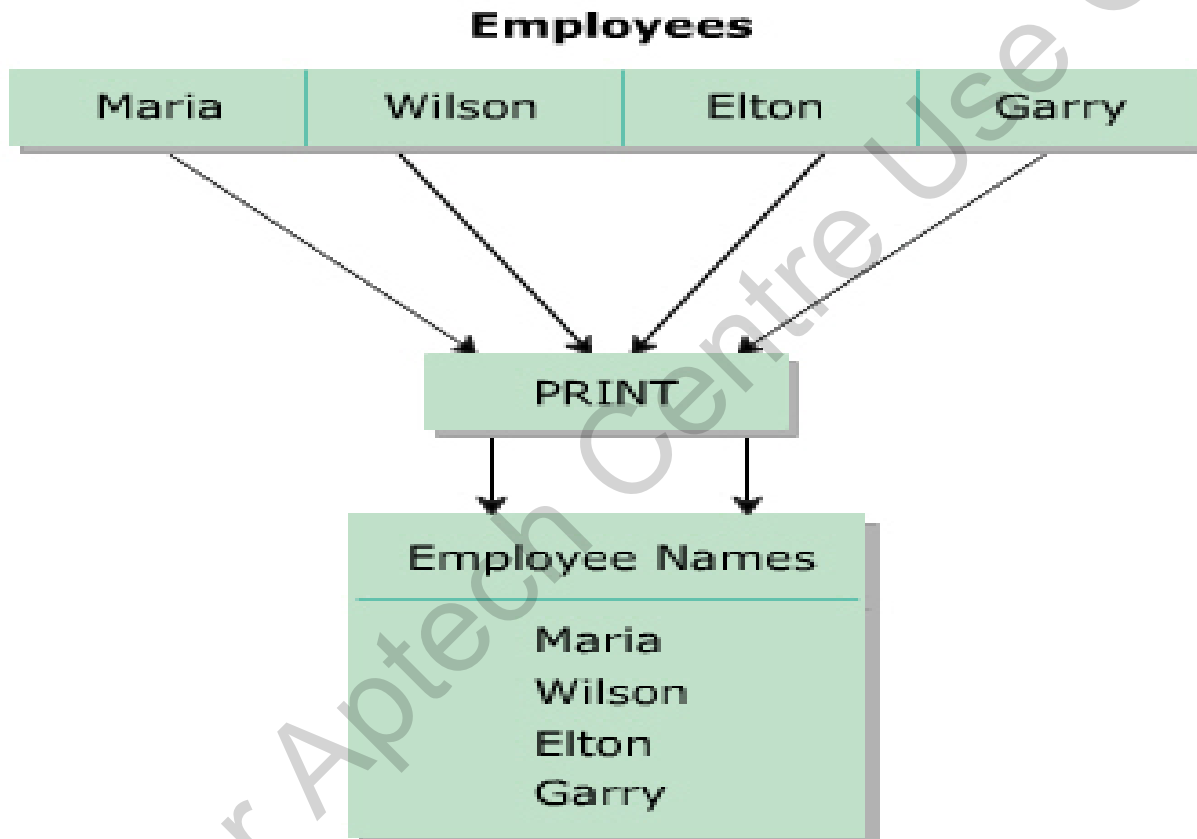 Employees
Maria Wilson Elton Garry
PRINT
Employee Names
Maria
Wilson
Elton
Garry
r Aptech Centre Use